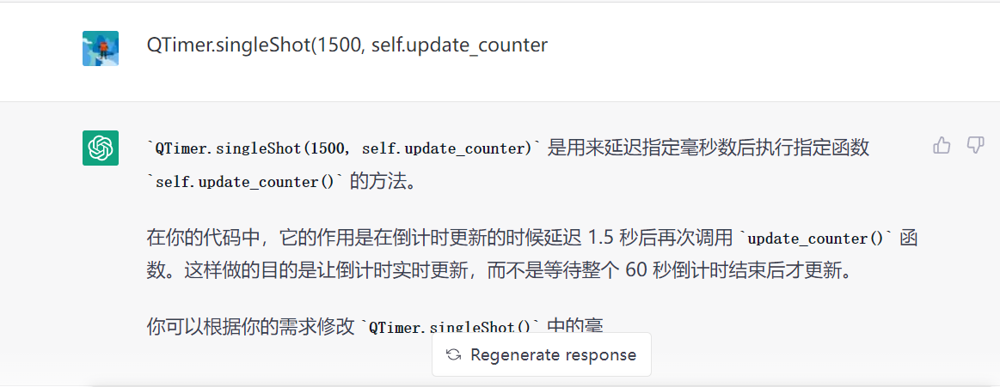 QTimer.singleShot(1500, self.update_counter
`QTimer.singleShot(1500, self.update_counter)` 是用来延迟指定毫秒数后执行指定函数
`self.update_counter()` 的方法。
在你的代码中，它的作用是在倒计时更新的时候延迟 1.5 秒后再次调用 `update_counter()` 函
数。这样做的目的是让倒计时实时更新，而不是等待整个 60 秒倒计时结束后才更新。
你可以根据你的需求修改 `QTimer.singleShot()` 中的毫
Regenerate response